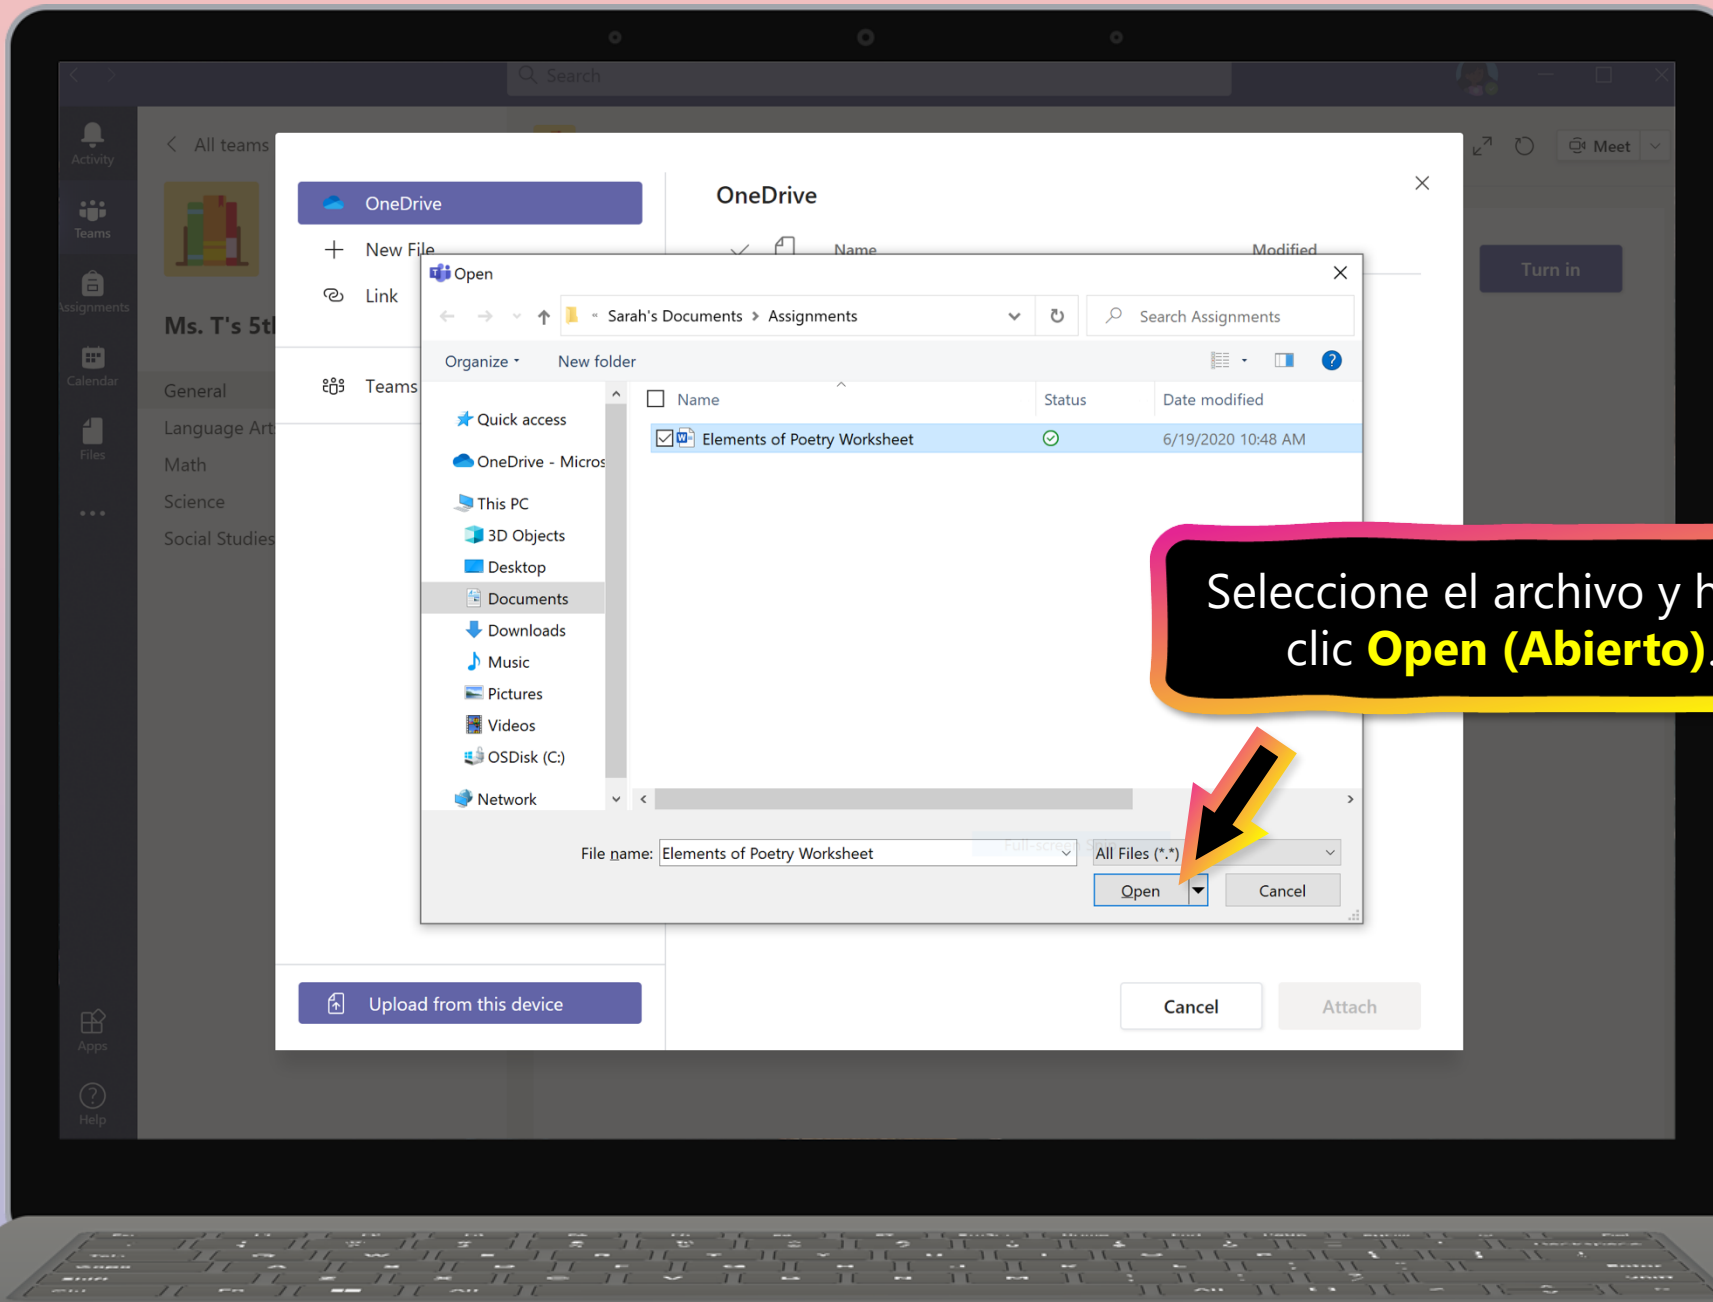 Search
Activity
Teams
Assignments
Calendar
Files
Apps
Help
All teams
Ms. T's 5th
General
Language Art
Math
Science
Social Studies
Meet
Turn in
OneDrive
New File
Link
Teams
Upload from this device
OneDrive
Name Modified
Open
« Sarah's Documents > Assignments
Search Assignments
Organize
New folder
Quick access
OneDrive - Micros
This PC
3D Objects
Desktop
Documents
Downloads
Music
Pictures
Videos
OSDisk (C:)
Network
Name Status Date modified
Elements of Poetry Worksheet 6/19/2020 10:48 AM
File name: Elements of Poetry Worksheet
All Files (*.*)
Open Cancel
Cancel Attach
Seleccione el archivo y h
clic Open (Abierto).